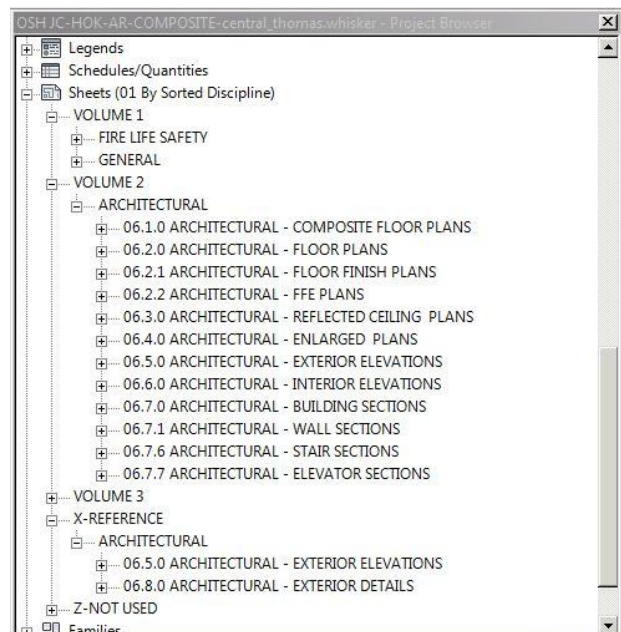 OSH JC-HOK-AR-COMPOSITE-central_thomas.whisker - Project Browser
Legends
Schedules/Quantities
Sheets (01 By Sorted Discipline)
VOLUME 1
FIRE LIFE SAFETY
GENERAL
VOLUME 2
ARCHITECTURAL
06.1.0 ARCHITECTURAL - COMPOSITE FLOOR PLANS
06.2.0 ARCHITECTURAL - FLOOR PLANS
06.2.1 ARCHITECTURAL - FLOOR FINISH PLANS
06.2.2 ARCHITECTURAL - FFE PLANS
06.3.0 ARCHITECTURAL - REFLECTED CEILING  PLANS
06.4.0 ARCHITECTURAL - ENLARGED  PLANS
06.5.0 ARCHITECTURAL - EXTERIOR ELEVATIONS
06.6.0 ARCHITECTURAL - INTERIOR ELEVATIONS
06.7.0 ARCHITECTURAL - BUILDING SECTIONS
06.7.1 ARCHITECTURAL - WALL SECTIONS
06.7.6 ARCHITECTURAL - STAIR SECTIONS
06.7.7 ARCHITECTURAL - ELEVATOR SECTIONS
VOLUME 3
X-REFERENCE
ARCHITECTURAL
06.5.0 ARCHITECTURAL - EXTERIOR ELEVATIONS
06.8.0 ARCHITECTURAL - EXTERIOR DETAILS
Z-NOT USED
Families